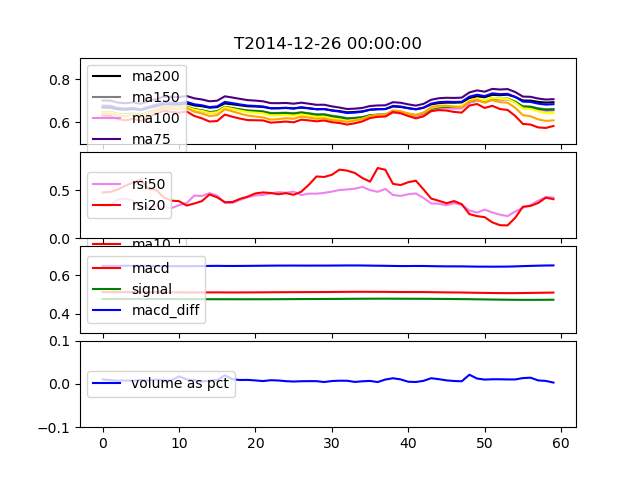 T2014-12-26 00:00:00
0.8
0.6
ma200
ma150
ma100
ma75
0.5
0.0
rsi50
rsi20
ma10
0.6
0.4
macd
signal
macd_diff
0.1
0.0
−0.1
volume as pct
0 10 20 30 40 50 60